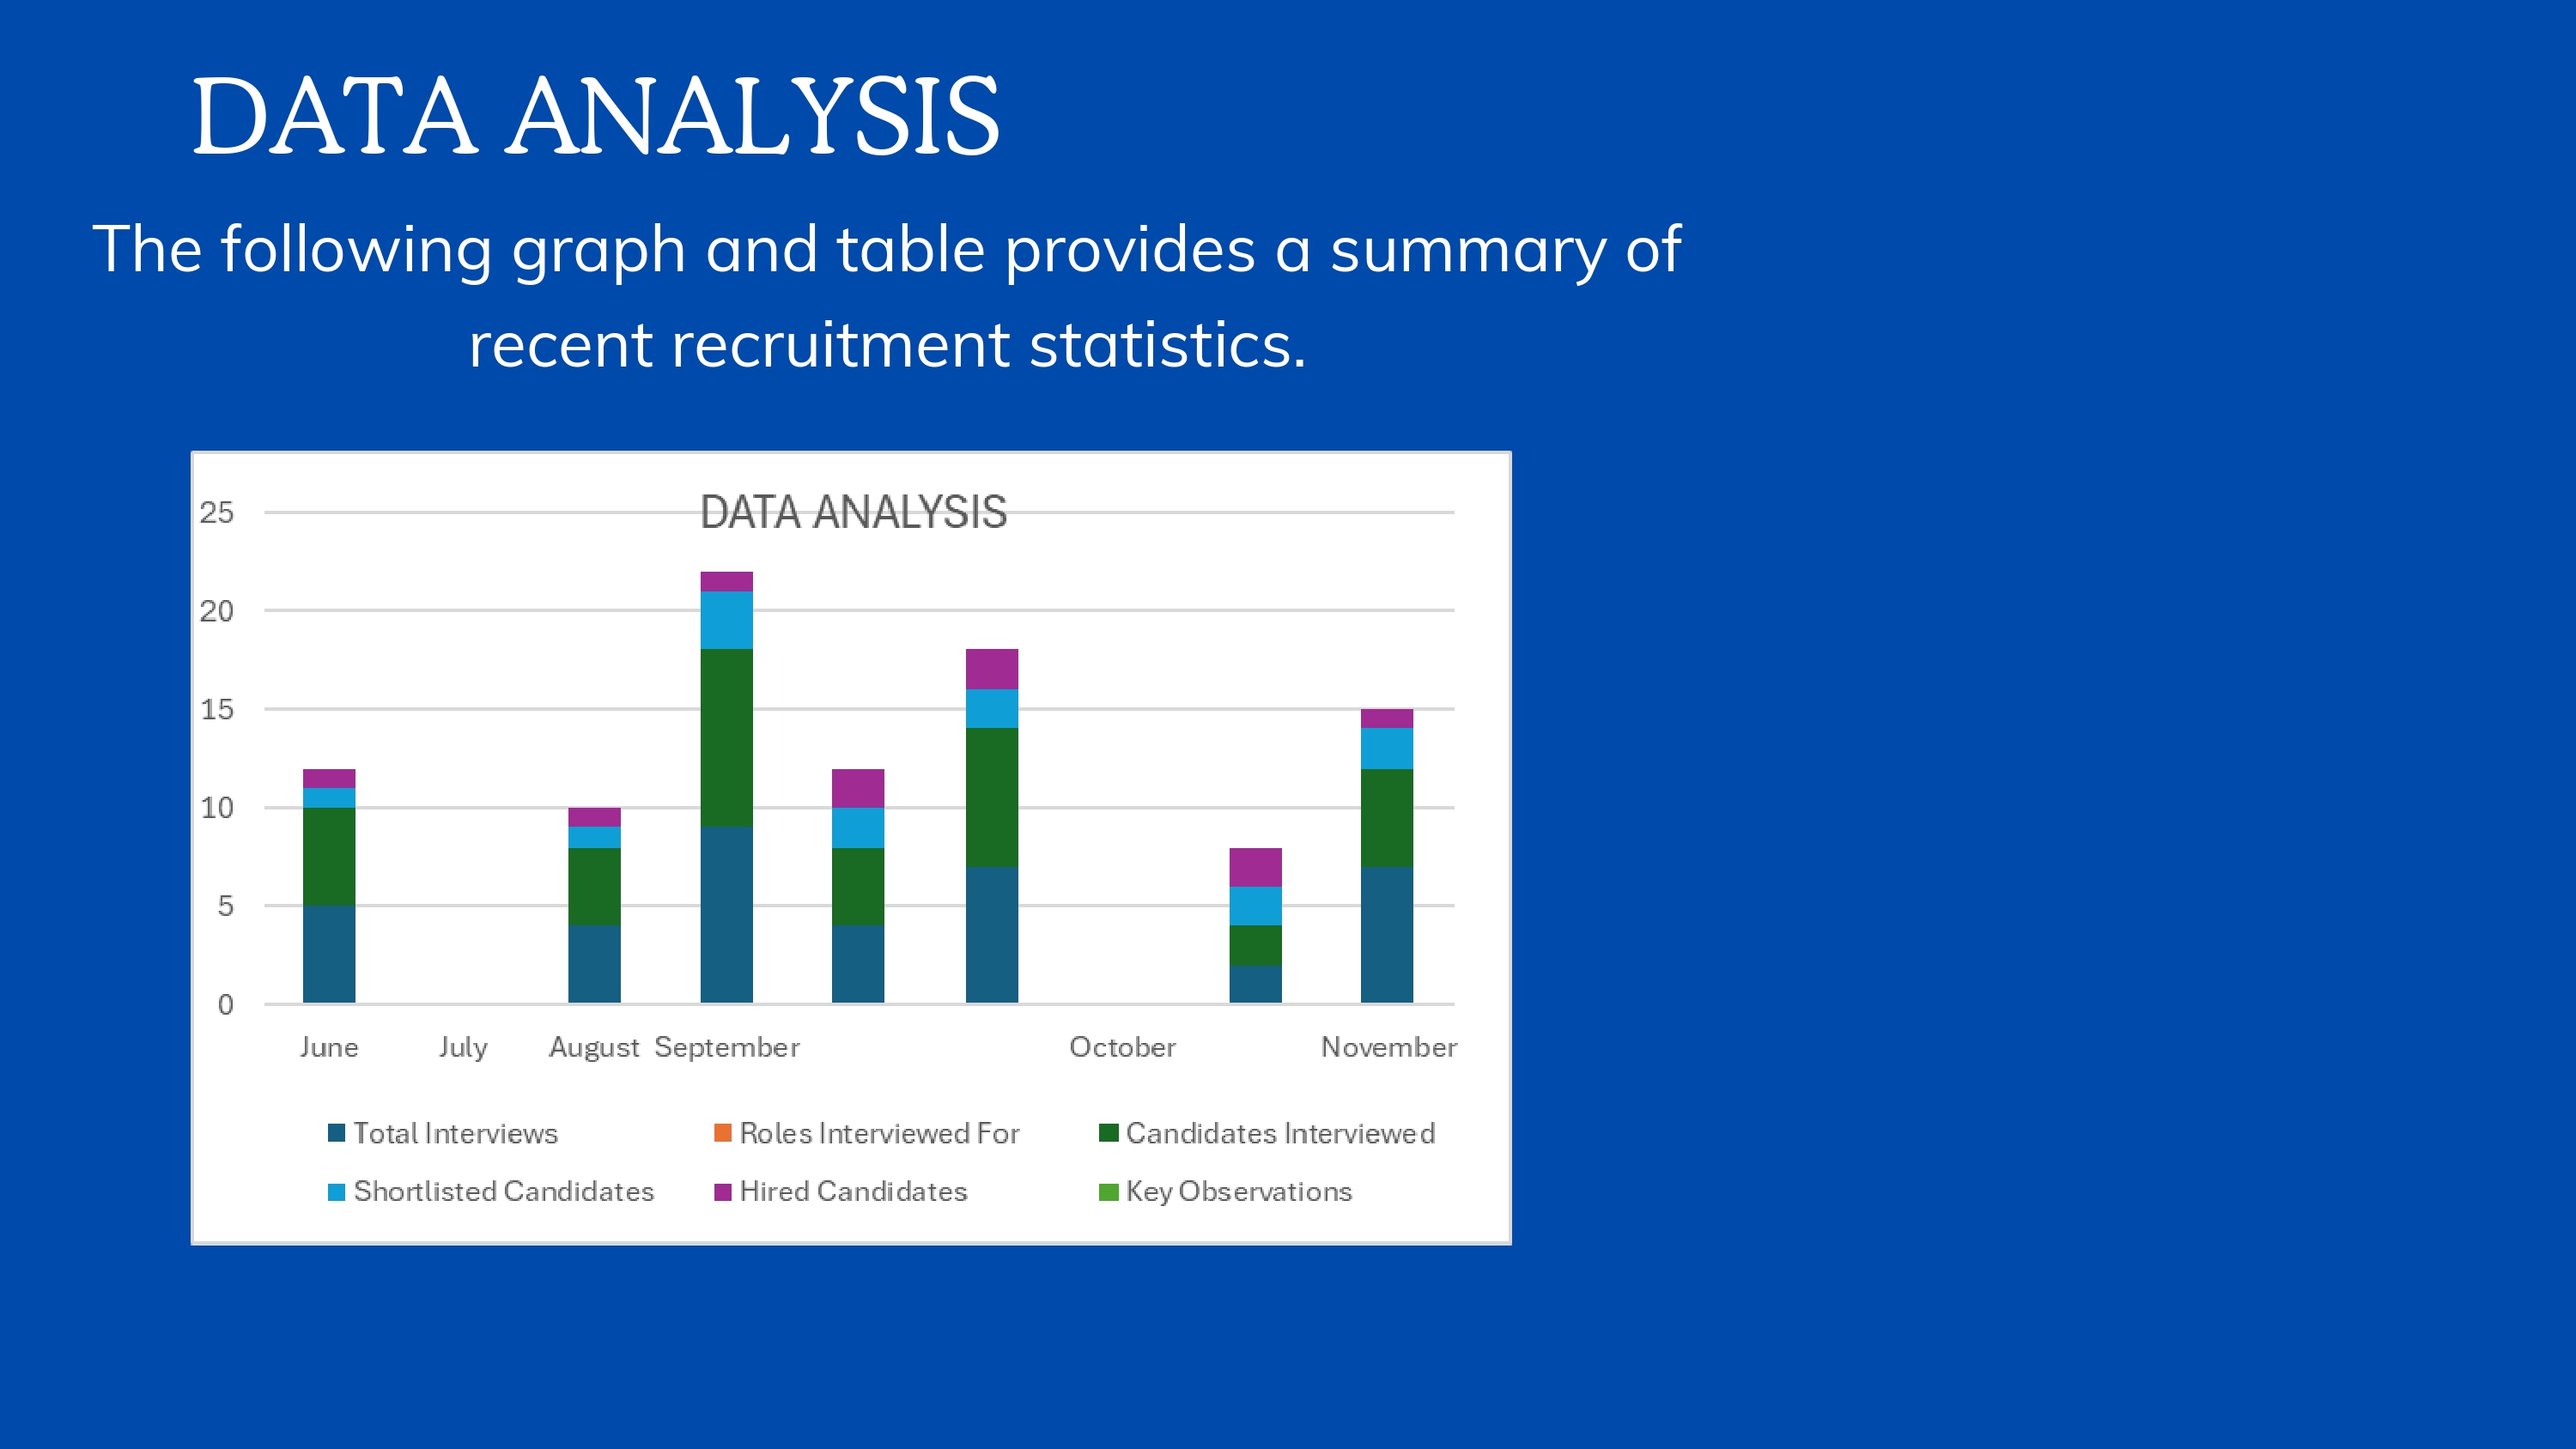 DATA ANALYSIS
The following graph and table provides a summary of
recent recruitment statistics.
DATA ANALYSIS
25
20
15
10
5
0
June July August September October November
Total Interviews Roles Interviewed For Candidates Interviewed
Shortlisted Candidates Hired Candidates Key Observations